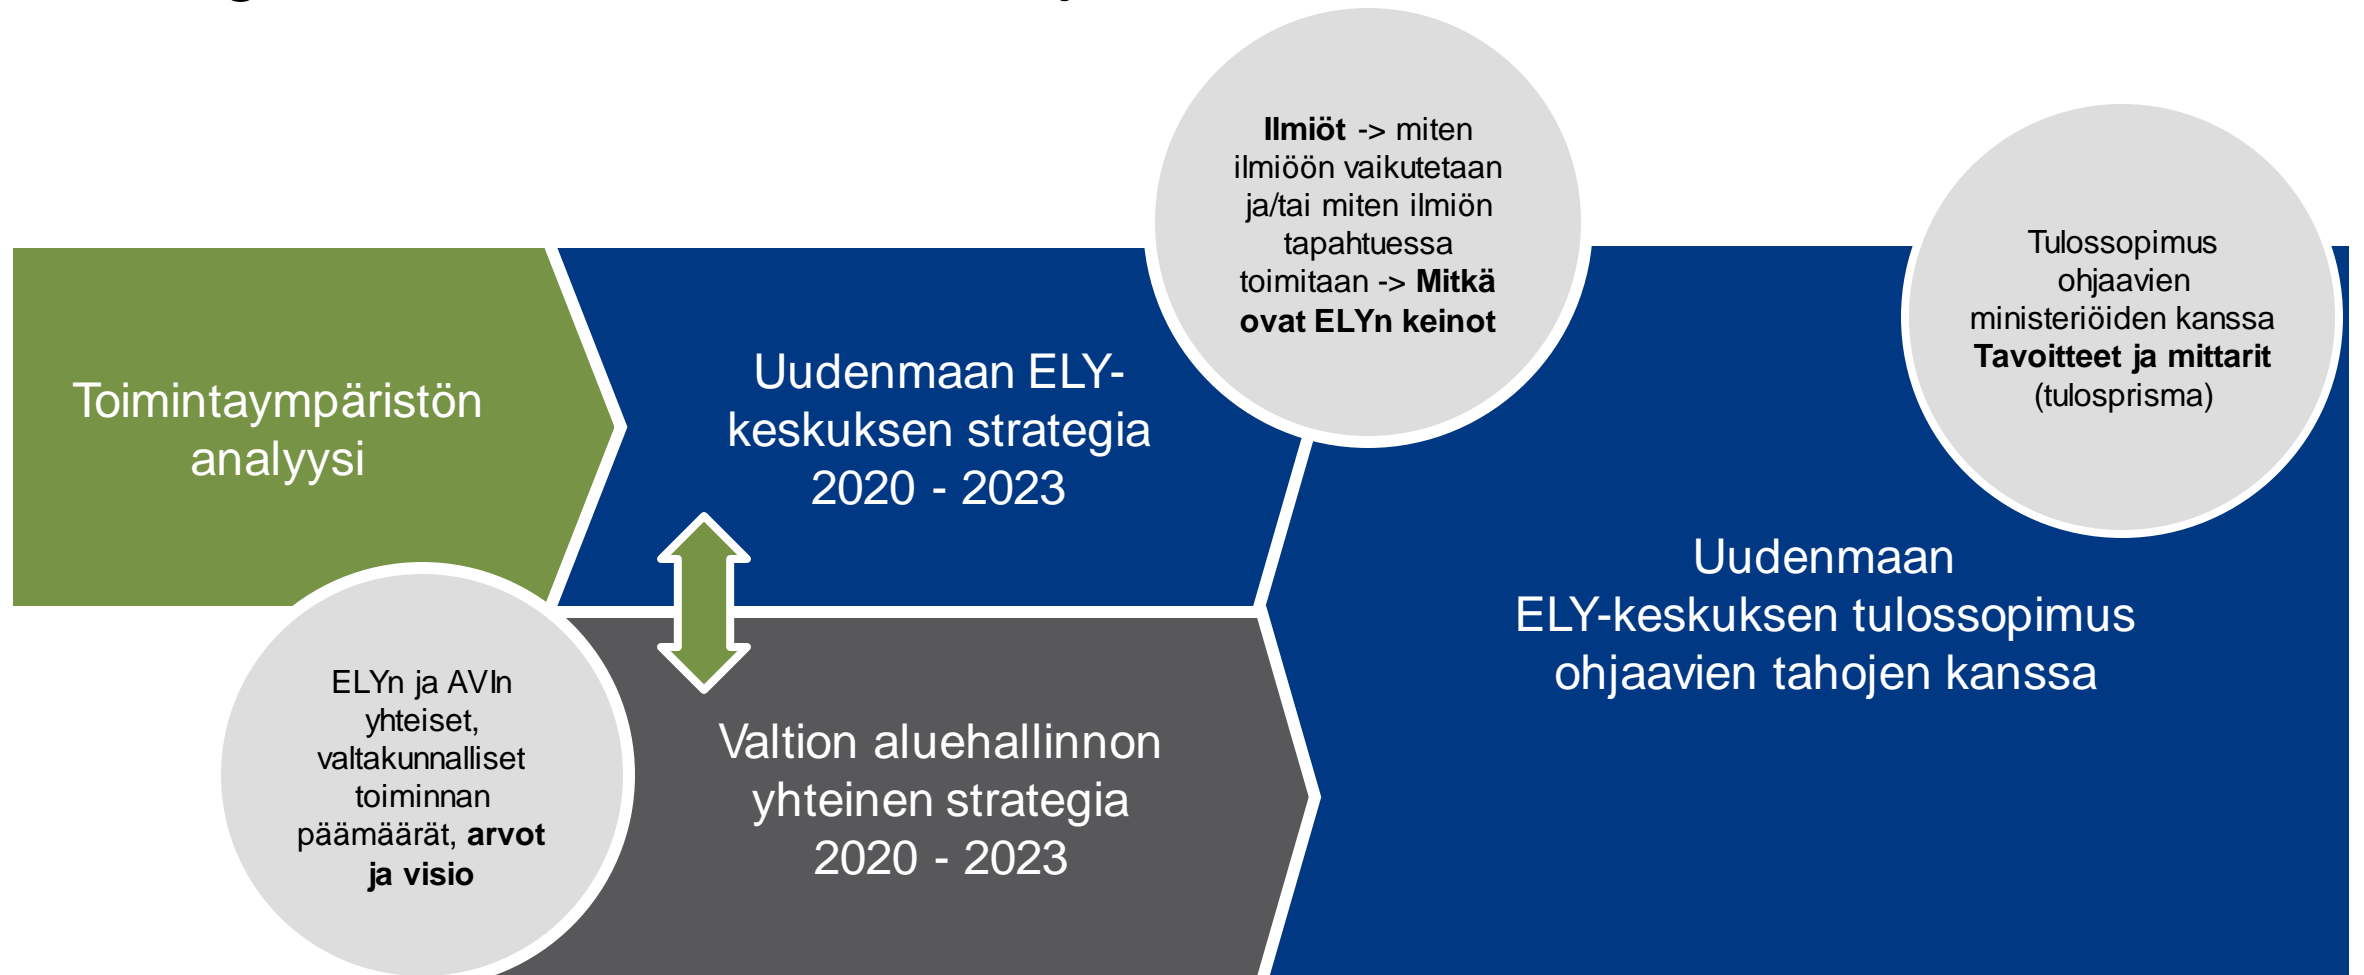 Toimintaympäristön
analyysi
Uudenmaan ELY-
keskuksen strategia
2020 - 2023
Ilmiöt -> miten
ilmiöön vaikutetaan
ja/tai miten ilmiön
tapahtuessa
toimitaan -> Mitkä
ovat ELYn keinot
Tulossopimus
ohjaavien
ministeriöiden kanssa
Tavoitteet ja mittarit
(tulosprisma)
Uudenmaan
ELY-keskuksen tulossopimus
ohjaavien tahojen kanssa
ELYn ja AVIn
yhteiset,
valtakunnalliset
toiminnan
päämäärät, arvot
ja visio
Valtion aluehallinnon
yhteinen strategia
2020 - 2023